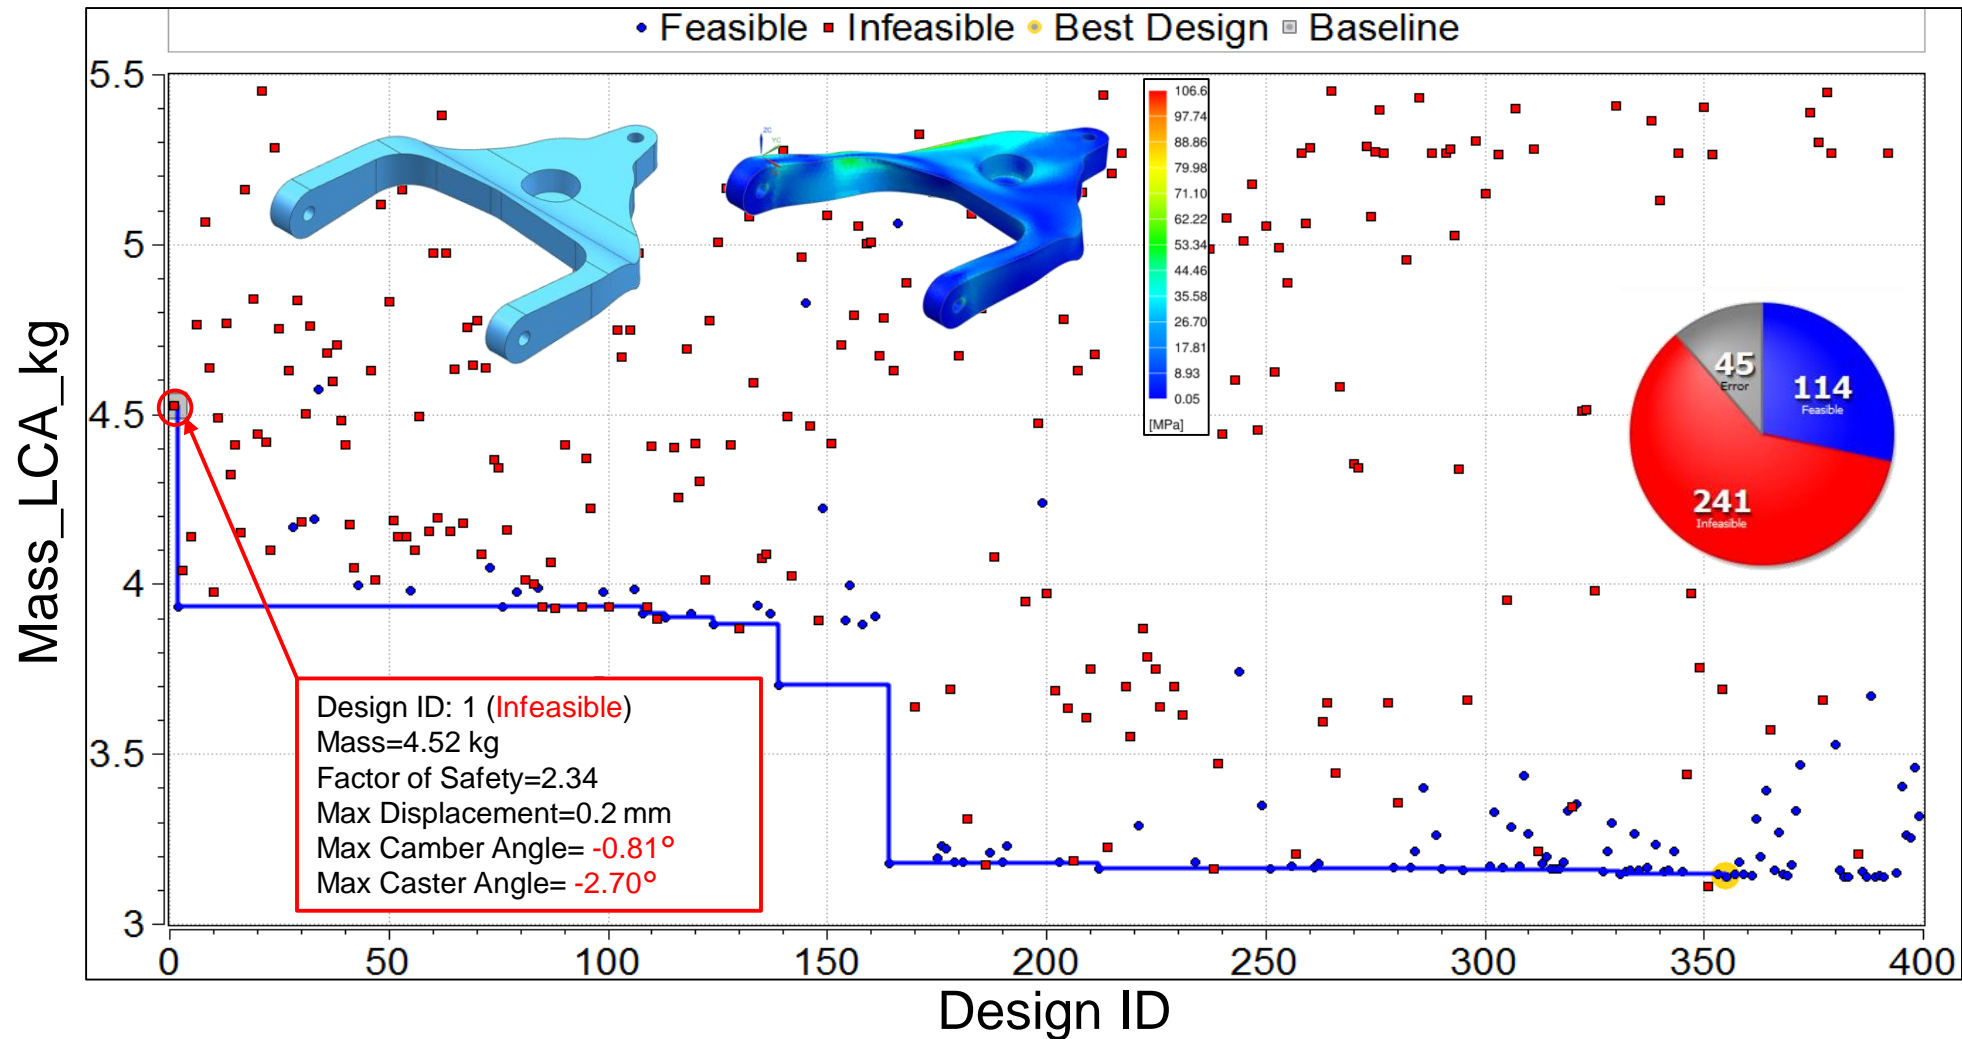 Feasible Infeasible Best Design Baseline
Mass_LCA_kg
5.5
5
4.5
4
3.5
3
0 50 100 150 200 250 300 350 400
Design ID
106.6
97.74
88.86
79.98
71.10
62.22
53.34
44.46
35.58
26.70
17.81
8.93
0.05
[MPa]
45
Error
114
Feasible
241
Infeasible
Design ID: 1 (Infeasible)
Mass=4.52 kg
Factor of Safety=2.34
Max Displacement=0.2 mm
Max Camber Angle= -0.81°
Max Caster Angle= -2.70°